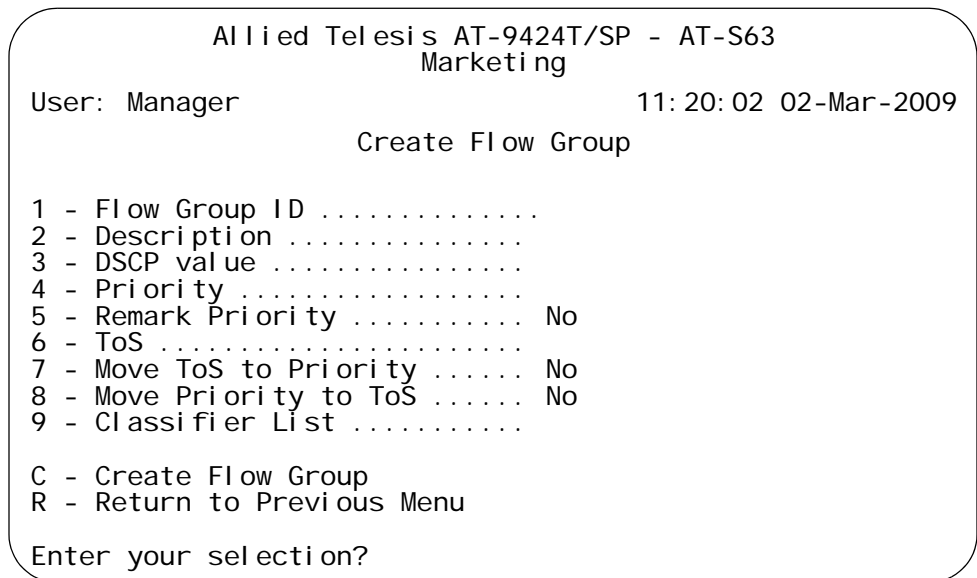 Allied Telesis AT-9424T/SP - AT-S63
Marketing
User: Manager 11:20:02 02-Mar-2009
Create Flow Group
1 - Flow Group ID ..............
2 - Description ...............
3 - DSCP value ................
4 - Priority ..................
5 - Remark Priority ........... No
6 - ToS .......................
7 - Move ToS to Priority ...... No
8 - Move Priority to ToS ...... No
9 - Classifier List ...........
C - Create Flow Group
R - Return to Previous Menu
Enter your selection?